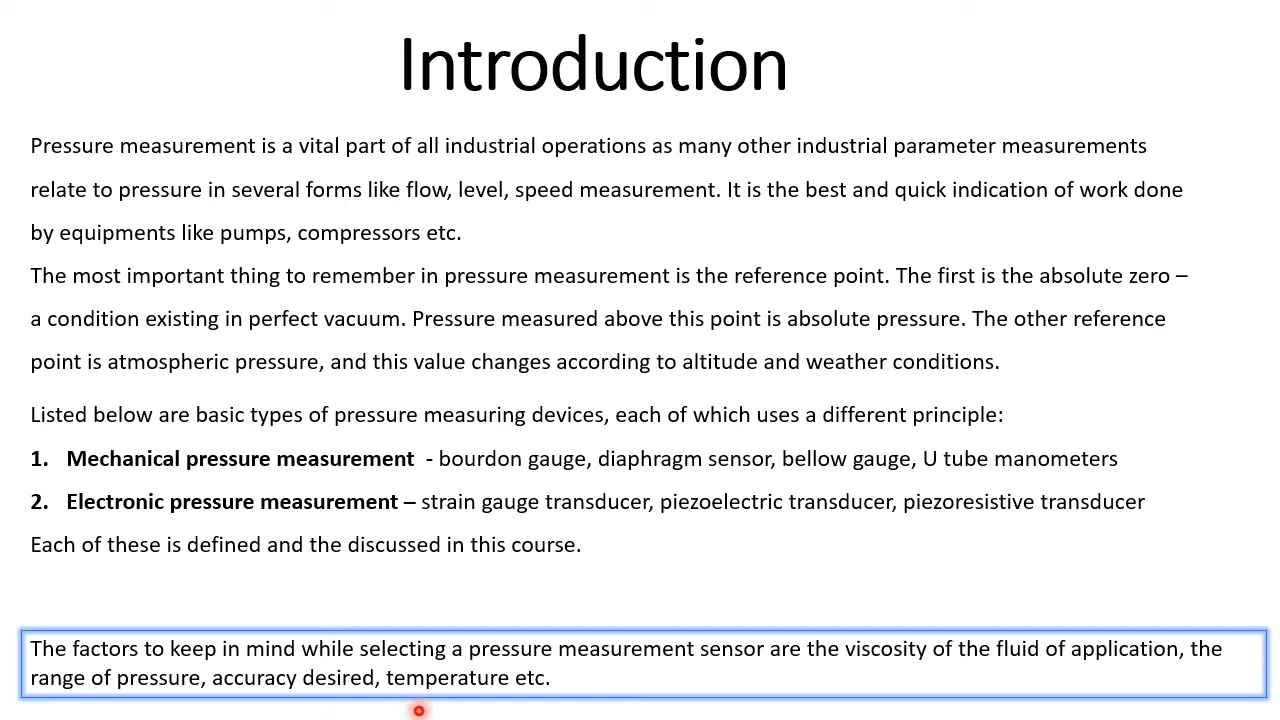 Introduction
Pressure measurement is a vital part of all industrial operations as many other industrial parameter measurements
relate to pressure in several forms like flow, level, speed measurement. It is the best and quick indication of work done
by equipments like pumps, compressors etc.
The most important thing to remember in pressure measurement is the reference point. The first is the absolute zero –
a condition existing in perfect vacuum. Pressure measured above this point is absolute pressure. The other reference
point is atmospheric pressure, and this value changes according to altitude and weather conditions.
Listed below are basic types of pressure measuring devices, each of which uses a different principle:
1. Mechanical pressure measurement - bourdon gauge, diaphragm sensor, bellow gauge, U tube manometers
2. Electronic pressure measurement – strain gauge transducer, piezoelectric transducer, piezoresistive transducer
Each of these is defined and the discussed in this course.
The factors to keep in mind while selecting a pressure measurement sensor are the viscosity of the fluid of application, the
range of pressure, accuracy desired, temperature etc.